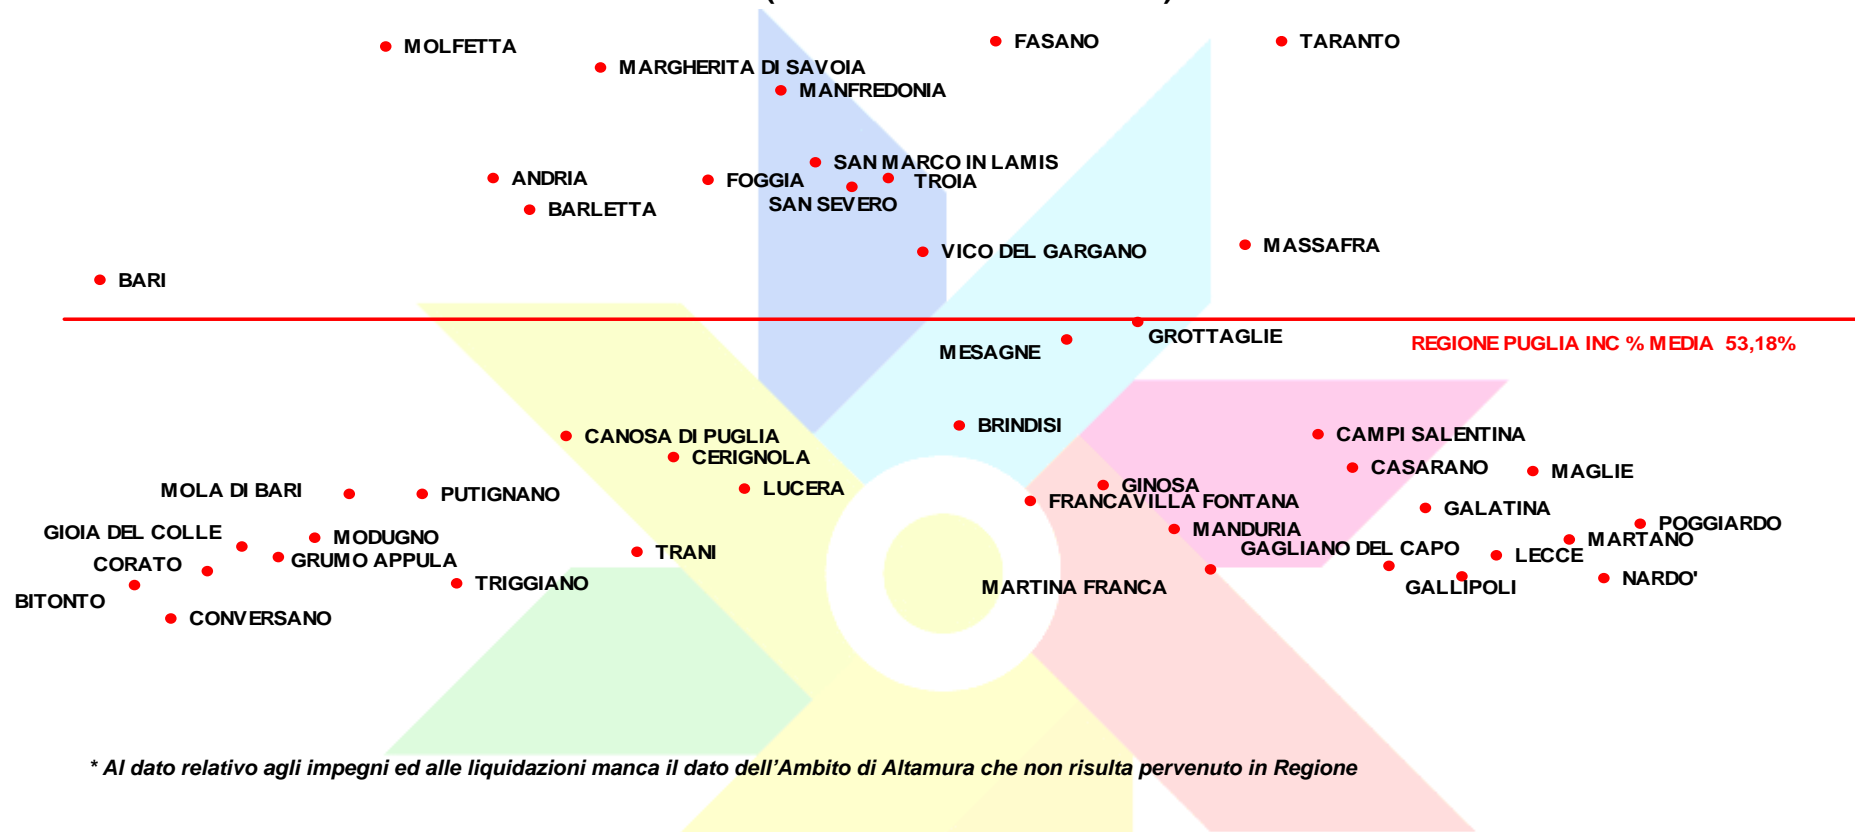 MOLFETTA
FASANO
TARANTO
MARGHERITA DI SAVOIA
MANFREDONIA
SAN MARCO IN LAMIS
ANDRIA
FOGGIA
TROIA
SAN SEVERO
BARLETTA
MASSAFRA
VICO DEL GARGANO
BARI
GROTTAGLIE
REGIONE PUGLIA INC % MEDIA 53,18%
MESAGNE
BRINDISI
CANOSA DI PUGLIA
CAMPI SALENTINA
CERIGNOLA
CASARANO
MAGLIE
LUCERA
GINOSA
MOLA DI BARI
PUTIGNANO
FRANCAVILLA FONTANA
GALATINA
POGGIARDO
MANDURIA
GIOIA DEL COLLE
MODUGNO
MARTANO
GAGLIANO DEL CAPO
TRANI
LECCE
GRUMO APPULA
CORATO
NARDO'
TRIGGIANO
MARTINA FRANCA
GALLIPOLI
BITONTO
CONVERSANO
* Al dato relativo agli impegni ed alle liquidazioni manca il dato dell’Ambito di Altamura che non risulta pervenuto in Regione